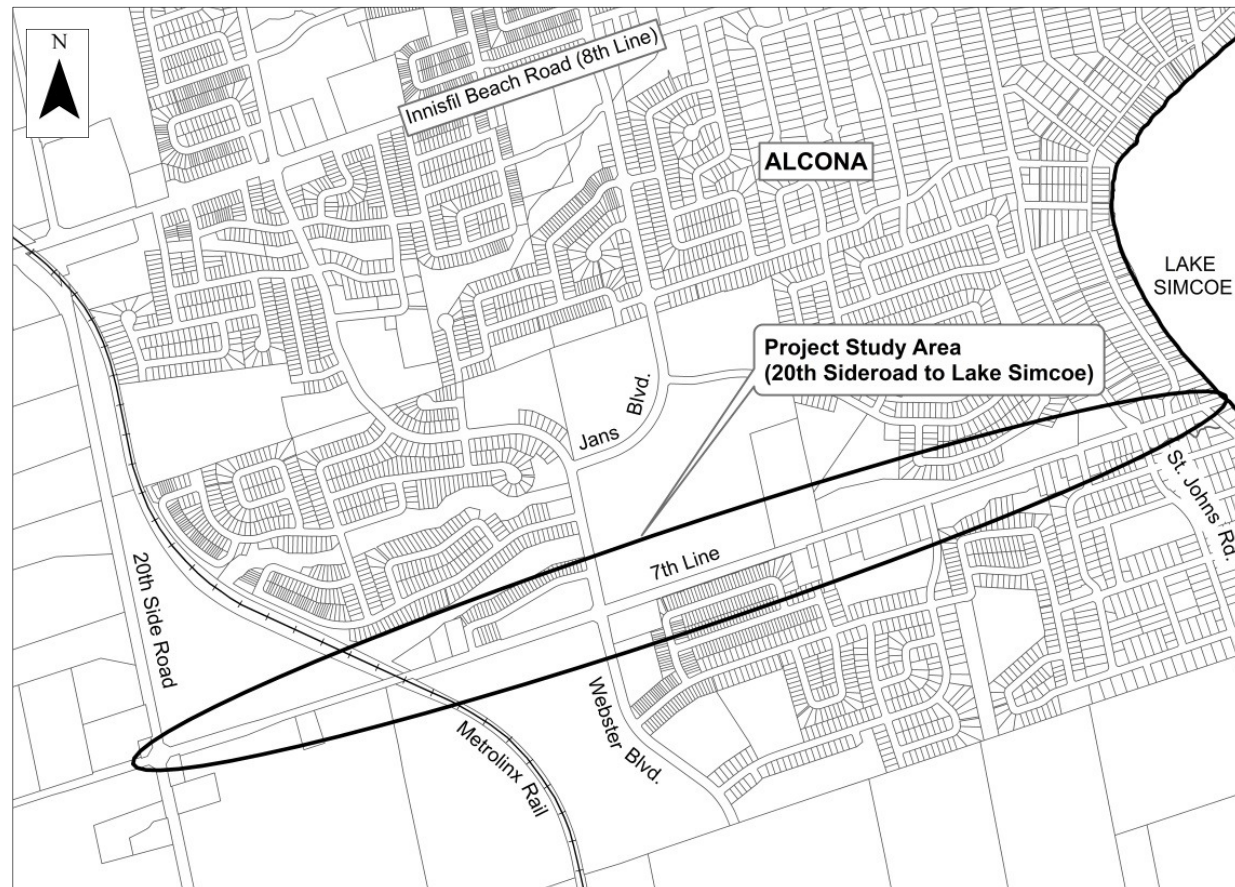 N
Innisfil Beach Road (8th Line)
ALCONA
LAKE
SIMCOE
Project Study Area
(20th Sideroad to Lake Simcoe)
Jans Blvd.
St. Johns Rd.
7th Line
20th Side Road
Webster Blvd.
Metrolinx Rail